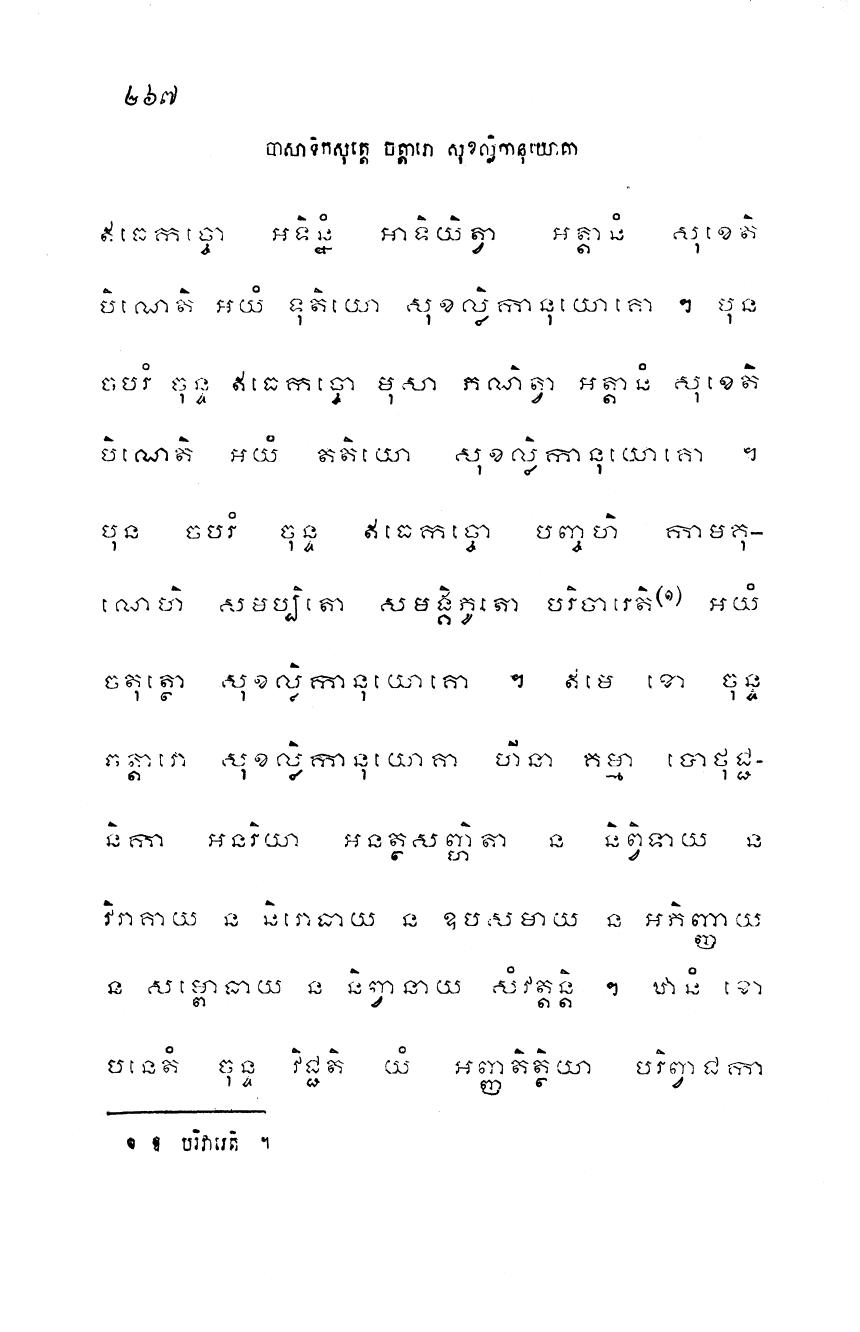 ២៦៧
បាសាទិកសុត្តេ ចត្តារោ សុខល្លិកានុយោគា
ឥធេកច្ចោ អទិន្នំ អាទិយិត្វា អត្តានំ សុខេតិ
បិណេតិ អយំ ទុតិយោ សុខល្លិកានុយោគោ ។ បុន
ចបរំ ចុន្ទ ឥធេកច្ចោ មុសា ភណិត្វា អត្តានំ សុខេតិ
បិណេតិ អយំ តតិយោ សុខល្លិកានុយោគោ ។
បុន ចបរំ ចុន្ទ ឥធេកច្ចោ បញ្ចហិ កាមគុ-
ណេហិ សមប្បិតោ សមង្គិភូតោ បរិចារេតិ(១) អយំ
ចតុត្ថោ សុខល្លិកានុយោគោ ។ ឥមេ ខោ ចុន្ទ
ចត្តារោ សុខល្លិកានុយោគា ហីនា គម្មា បោថុជ្ជ-
និកា អនរិយា អនត្ថសញ្ហិតា ន និព្វិទាយ ន
វិរាគាយ ន និរោធាយ ន ឧបសមាយ ន អភិញ្ញាយ
ន សម្ពោធាយ ន និព្វានាយ សំវត្តន្តិ ។ ឋានំ ខោ
បនេតំ ចុន្ទ វិជ្ជតិ យំ អញ្ញតិត្ថិយា បរិព្វាជកា
១ ឱ បរិវារេតិ ។